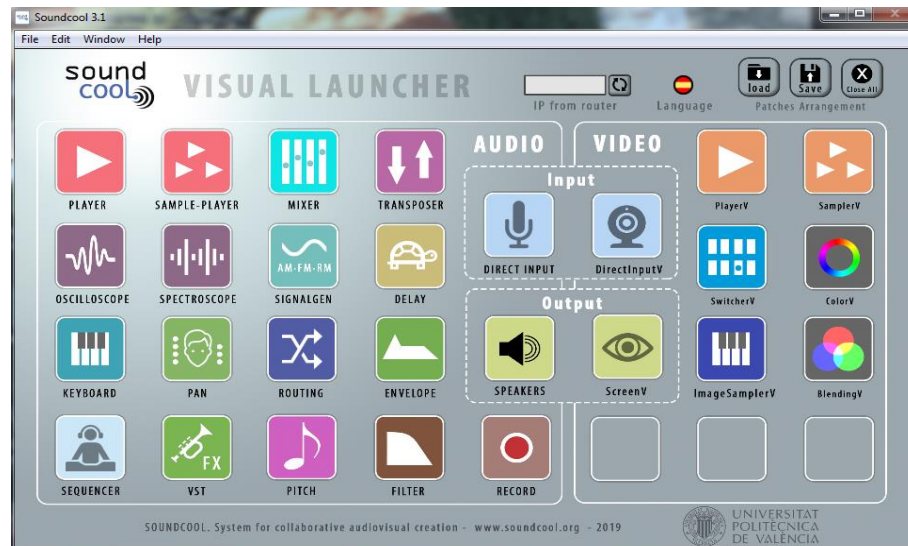 Soundcool 3.1
File Edit Window Help
sound
cool
VISUAL LAUNCHER
IP from router
Language
load
Save
Close All
Patches Arrangement
AUDIO
VIDEO
Input
PLAYER
SAMPLE-PLAYER
MIXER
TRANSPOSER
DIRECT INPUT
DirectInputV
PlayerV
SamplerV
AM-FM-RM
OSCILLOSCOPE
SPECTROSCOPE
SIGNALGEN
DELAY
Output
SwitcherV
ColorV
KEYBOARD
PAN
ROUTING
ENVELOPE
SPEAKERS
ScreenV
ImageSamplerV
BlendingV
FX
SEQUENCER
VST
PITCH
FILTER
RECORD
SOUNDCOOL. System for collaborative audiovisual creation - www.soundcool.org - 2019
UNIVERSITAT
POLITÈCNICA
DE VALÈNCIA